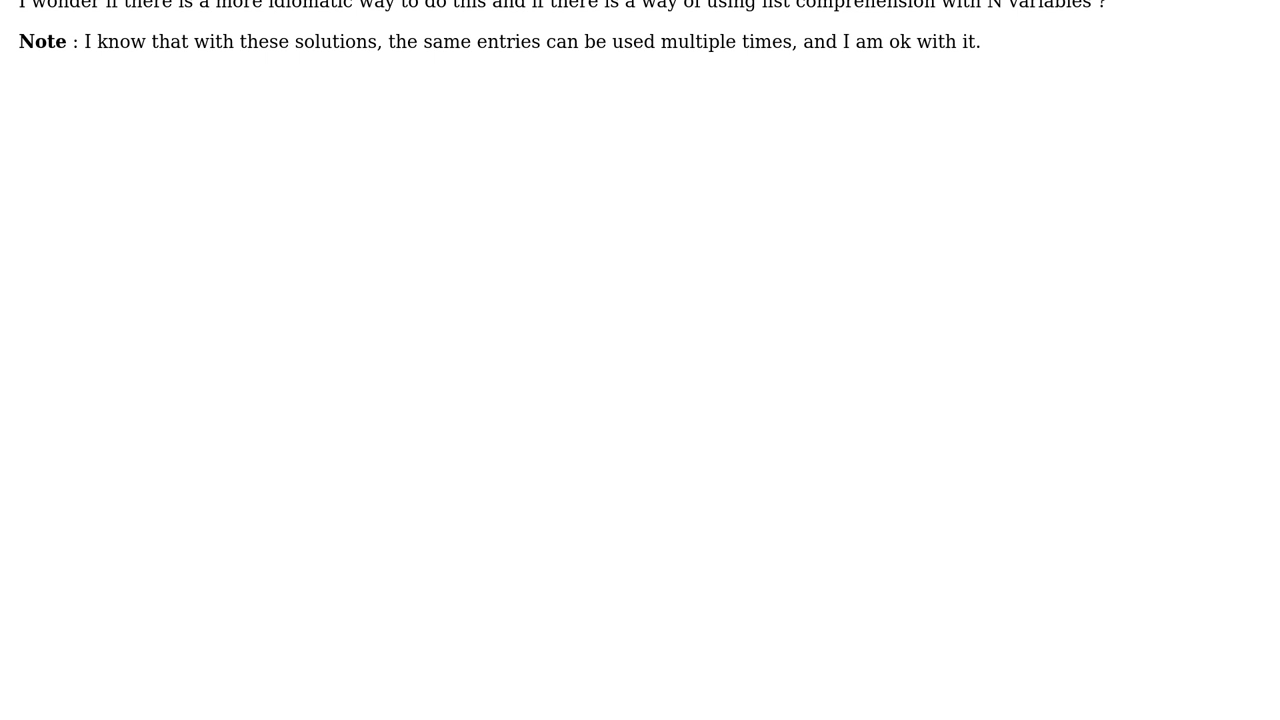 I wonder if there is a more idiomatic way to do this and if there is a way of using list comprehension with N variables ?
Note : I know that with these solutions, the same entries can be used multiple times, and I am ok with it.